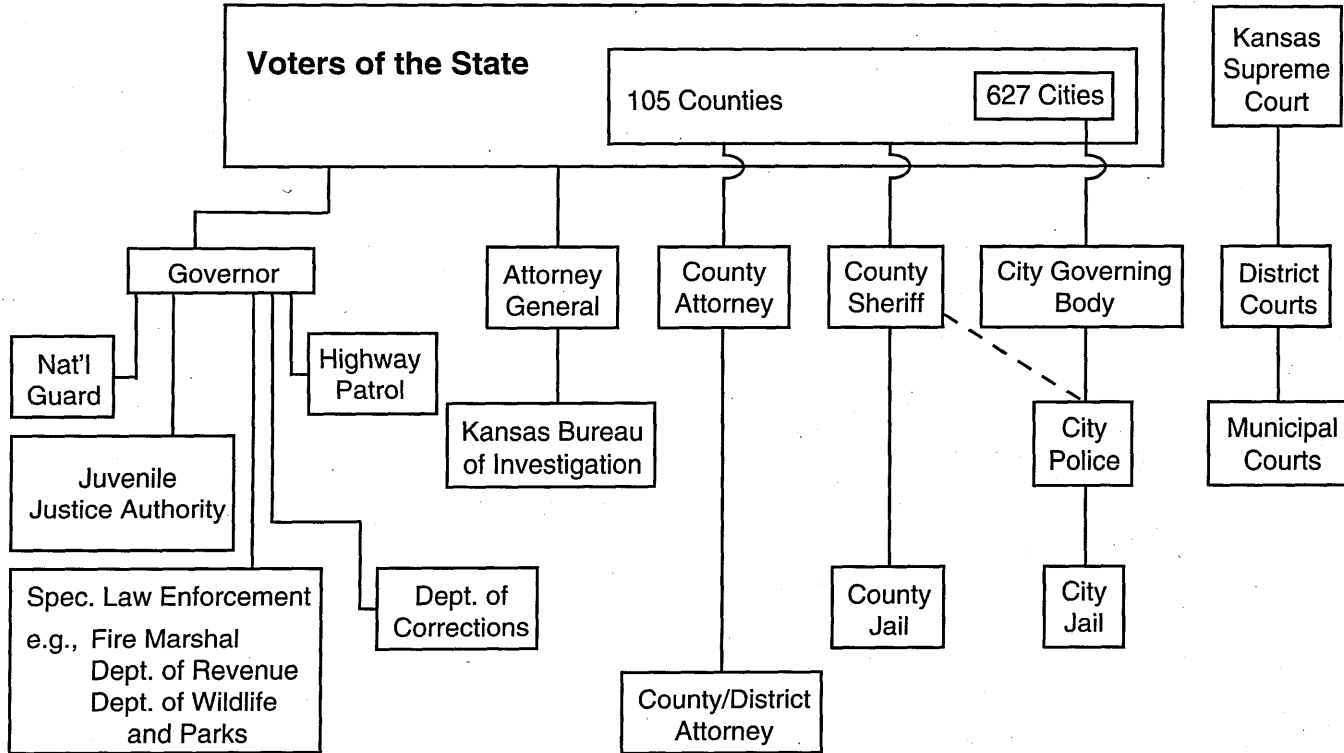 Voters of the State
105 Counties
627 Cities
Kansas
Supreme
Court
Governor
Attorney
General
County
Attorney
County
Sheriff
City Governing
Body
District
Courts
Nat'l
Guard
Highway
Patrol
Kansas Bureau
of Investigation
City
Police
Municipal
Courts
Juvenile
Justice Authority
Spec. Law Enforcement
e.g., Fire Marshal
Dept. of Revenue
Dept. of Wildlife
and Parks
Dept. of
Corrections
County
Jail
City
Jail
County/District
Attorney